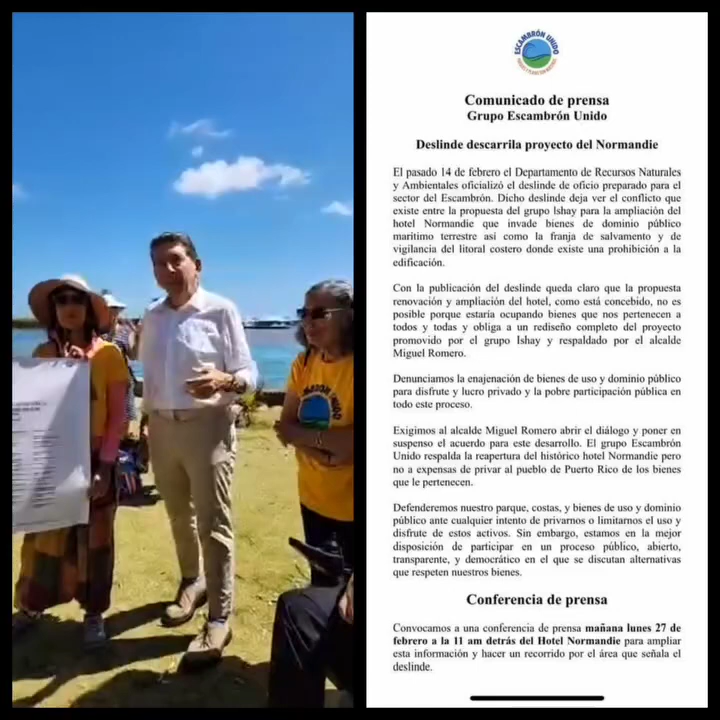 ESCAMBRÓN UNIDO
Comunicado de prensa
Grupo Escambrón Unido
Deslinde descarrila proyecto del Normandie
El pasado 14 de febrero el Departamento de Recursos Naturales
y Ambientales oficializó el deslinde de oficio preparado para el
sector del Escambrón. Dicho deslinde deja ver el conflicto que
existe entre la propuesta del grupo Ishay para la ampliación del
hotel Normandie que invade bienes de dominio público
marítimo terrestre así como la franja de salvamento y de
vigilancia del litoral costero donde existe una prohibición a la
edificación.
Con la publicación del deslinde queda claro que la propuesta
renovación y ampliación del hotel, como está concebido, no es
posible porque estaría ocupando bienes que nos pertenecen a
todos y todas y obliga a un rediseño completo del proyecto
promovido por el grupo Ishay y respaldado por el alcalde
Miguel Romero.
Denunciamos la enajenación de bienes de uso y dominio público
para disfrute y lucro privado y la pobre participación pública en
todo este proceso.
Exigimos al alcalde Miguel Romero abrir el diálogo y poner en
suspenso el acuerdo para este desarrollo. El grupo Escambrón
Unido respalda la reapertura del histórico hotel Normandie pero
no a expensas de privar al pueblo de Puerto Rico de los bienes
que le pertenecen.
Defenderemos nuestro parque, costas, y bienes de uso y dominio
público ante cualquier intento de privarnos o limitarnos el uso y
disfrute de estos activos. Sin embargo, estamos en la mejor
disposición de participar en un proceso público, abierto,
transparente, y democrático en el que se discutan alternativas
que respeten nuestros bienes.
Conferencia de prensa
Convocamos a una conferencia de prensa mañana lunes 27 de
febrero a la 11 am detrás del Hotel Normandie para ampliar
esta información y hacer un recorrido por el área que señala el
deslinde.